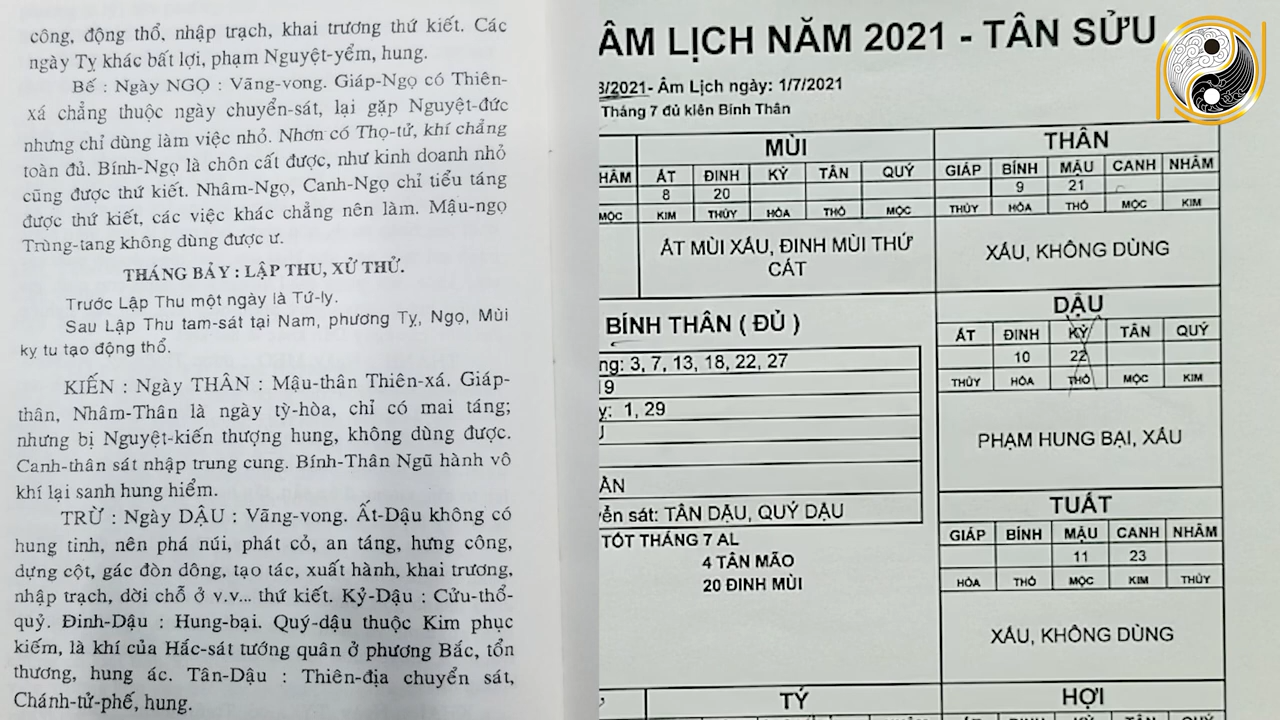 công, động thổ, nhập trạch, khai trương thứ kiết. Các
ngày Tỵ khác bất lợi, phạm Nguyệt-yểm, hung.
Bế : Ngày NGỌ : Vãng-vong. Giáp-Ngọ có Thiên-
xá chẳng thuộc ngày chuyển-sát, lại gặp Nguyệt-đức
nhưng chỉ dùng làm việc nhỏ. Nhơn có Thọ-tử, khí chẳng
toàn đủ. Bính-Ngọ là chôn cất được, như kinh doanh nhỏ
cũng được thứ kiết. Nhâm-Ngọ, Canh-Ngọ chỉ tiểu táng
được thứ kiết, các việc khác chẳng nên làm. Mậu-ngọ
Trùng-tang không dùng được ư.
THÁNG BẢY : LẬP THU, XỬ THỬ.
Trước Lập Thu một ngày là Tứ-ly.
Sau Lập Thu tam-sát tại Nam, phương Tỵ, Ngọ, Mùi
kỵ tu tạo động thổ.
KIẾN : Ngày THÂN : Mậu-thân Thiên-xá. Giáp-
thân, Nhâm-Thân là ngày tỳ-hòa, chỉ có mai táng;
nhưng bị Nguyệt-kiến thượng hung, không dùng được.
Canh-thân sát nhập trung cung. Bính-Thân Ngũ hành vô
khí lại sanh hung hiểm.
TRỪ : Ngày DẬU : Vãng-vong. Ất-Dậu không có
hung tinh, nên phá núi, phát cỏ, an táng, hưng công,
dựng cột, gác đòn dông, tạo tác, xuất hành, khai trương,
nhập trạch, dời chỗ ở v.v... thứ kiết. Kỷ-Dậu : Cửu-thổ-
quỷ. Đinh-Dậu : Hung-bại. Quý-dậu thuộc Kim phục
kiếm, là khí của Hắc-sát tướng quân ở phương Bắc, tổn
thương, hung ác. Tân-Dậu : Thiên-địa chuyển sát,
Chánh-tử-phế, hung.
ÂM LỊCH NĂM 2021 - TÂN SỬU
8/2021- Âm Lịch ngày: 1/7/2021
Tháng 7 đủ kiến Bính Thân
MÙI THÂN
HÂM ẤT ĐINH KỶ TÂN QUÝ GIÁP BÍNH MẬU CANH NHÂM
8 20 9 21
MỘC KIM THỦY HỎA THỔ MỘC THỦY HỎA THỔ MỘC KIM
ẤT MÙI XẤU, ĐINH MÙI THỨ
CÁT
XẤU, KHÔNG DÙNG
BÍNH THÂN ( ĐỦ )
ng: 3, 7, 13, 18, 22, 27
19
y: 1, 29
ẦN
yển sát: TÂN DẬU, QUÝ DẬU
TỐT THÁNG 7 AL
4 TÂN MÃO
20 ĐINH MÙI
DẬU
ẤT ĐINH KỶ TÂN QUÝ
10 22
THỦY HỎA THỔ MỘC KIM
PHẠM HUNG BẠI, XẤU
TUẤT
GIÁP BÍNH MẬU CANH NHÂM
11 23
HỎA THỔ MỘC KIM THỦY
XẤU, KHÔNG DÙNG
TÝ HỢI